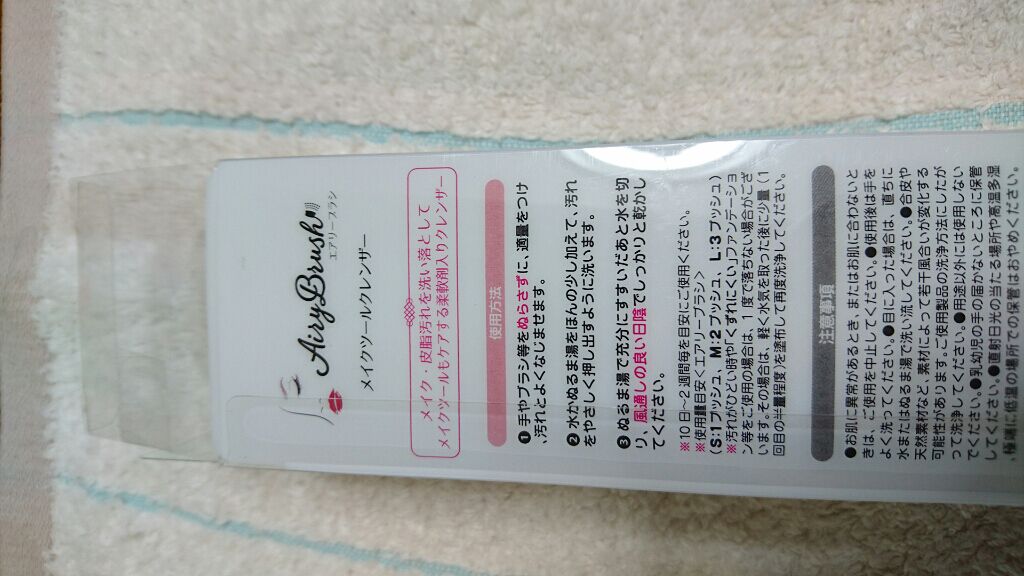 AiryBrush
エアリーブラシ
メイクツールクレンザー
メイク・皮脂汚れを洗い落として
メイクツールもケアする柔軟剤入りクレンザー
使用方法
❶手やブラシ等をぬらさずに、適量をつけ
、汚れとよくなじませます。
❷水かぬるま湯をほんの少し加えて、汚れ
をやさしく押し出すように洗います。
❸ぬるま湯で充分にすすいだあと水を切
り、風通しの良い日陰でしっかりと乾かし
てください。
※10日~2週間毎を目安にご使用ください。
※使用量目安<エアリーブラシ>
(S:1プッシュ、M:2プッシュ、L:3プッシュ)
※汚れがひどい時や「くずれにくい」ファンデーショ
ン等をご使用の場合は、1度で落ちない場合がござ
います。その場合は、軽く水気を取った後に少量(1
回目の半量程度)を塗布して再度洗浄してください。
注意事項
●お肌に異常があるとき、またはお肌に合わないと
きは、ご使用を中止してください。●使用後は手を
よく洗ってください。●目に入った場合は、直ちに
水またはぬるま湯で洗い流してください。●合皮や
天然素材など、素材によって若干風合いが変化する
可能性があります。ご使用製品の洗浄方法にしたが
って洗浄してください。●用途以外には使用しない
でください。●乳幼児の手の届かないところに保管
してください。●直射日光の当たる場所や高温多湿
、極端に低温の場所での保管はおやめください。